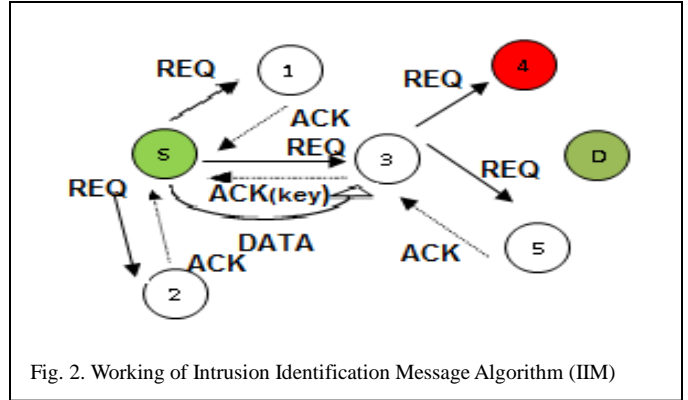 4
REQ
1
REQ
ACK
REQ
S
3
D
REQ
REQ
ACK(key)
5
DATA
ACK
ACK
2
Fig. 2. Working of Intrusion Identification Message Algorithm (IIM)